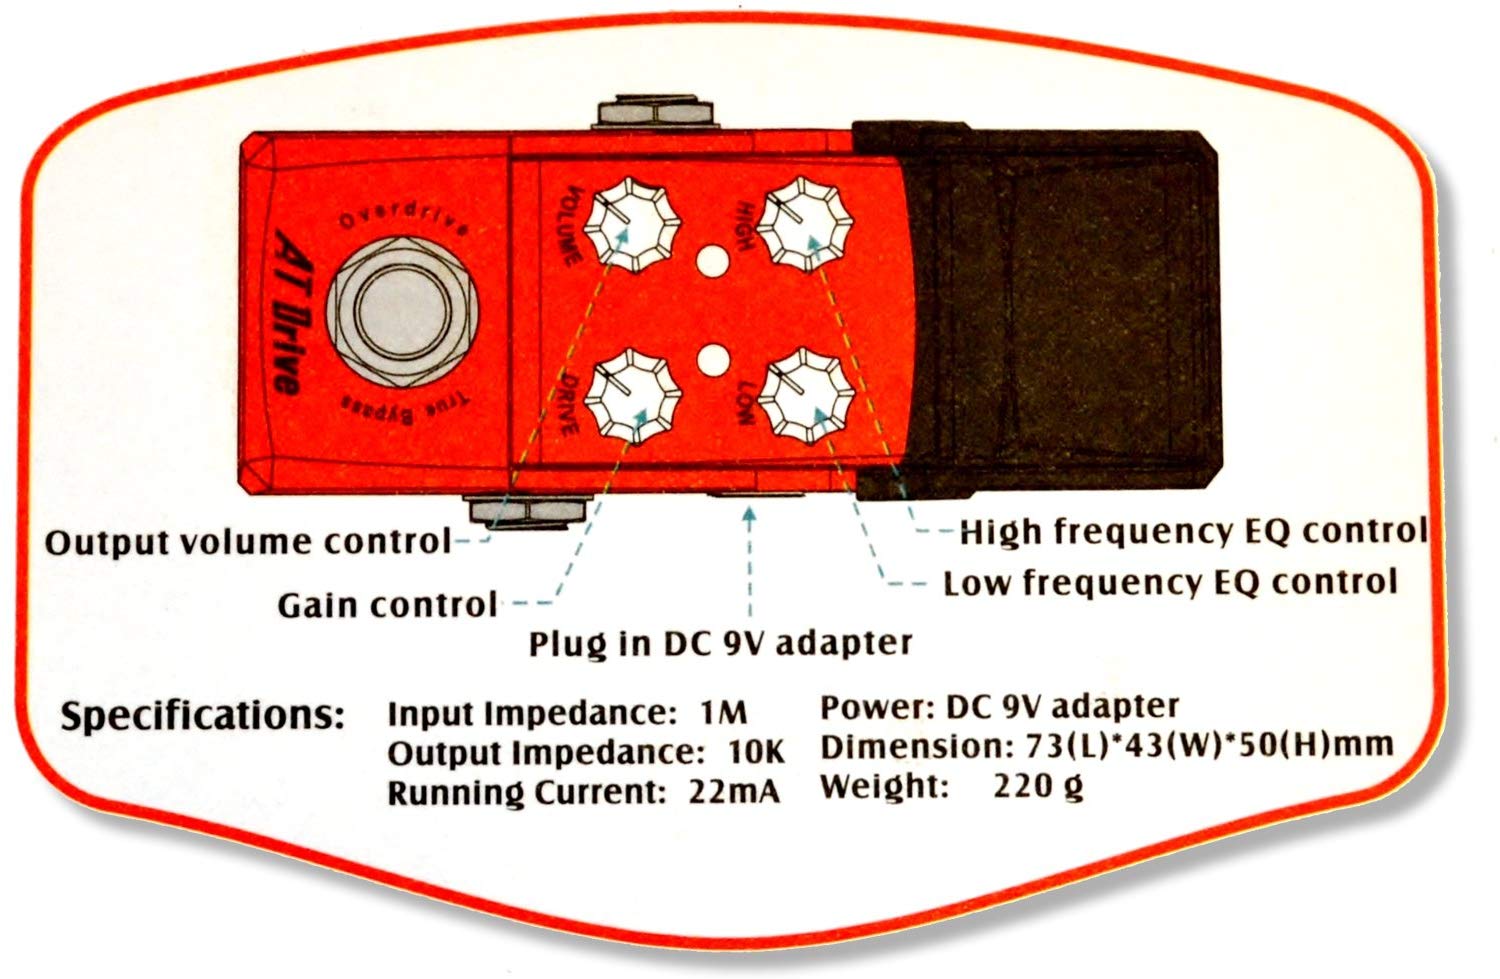 Overdrive
AT Drive
True Bypass
VOLUME
HIGH
DRIVE
LOW
Output volume control
High frequency EQ control
Low frequency EQ control
Gain control
Plug in DC 9V adapter
Specifications:
Input Impedance: 1M
Output Impedance: 10K
Running Current: 22mA
Power: DC 9V adapter
Dimension: 73(L)*43(W)*50(H)mm
Weight: 220 g